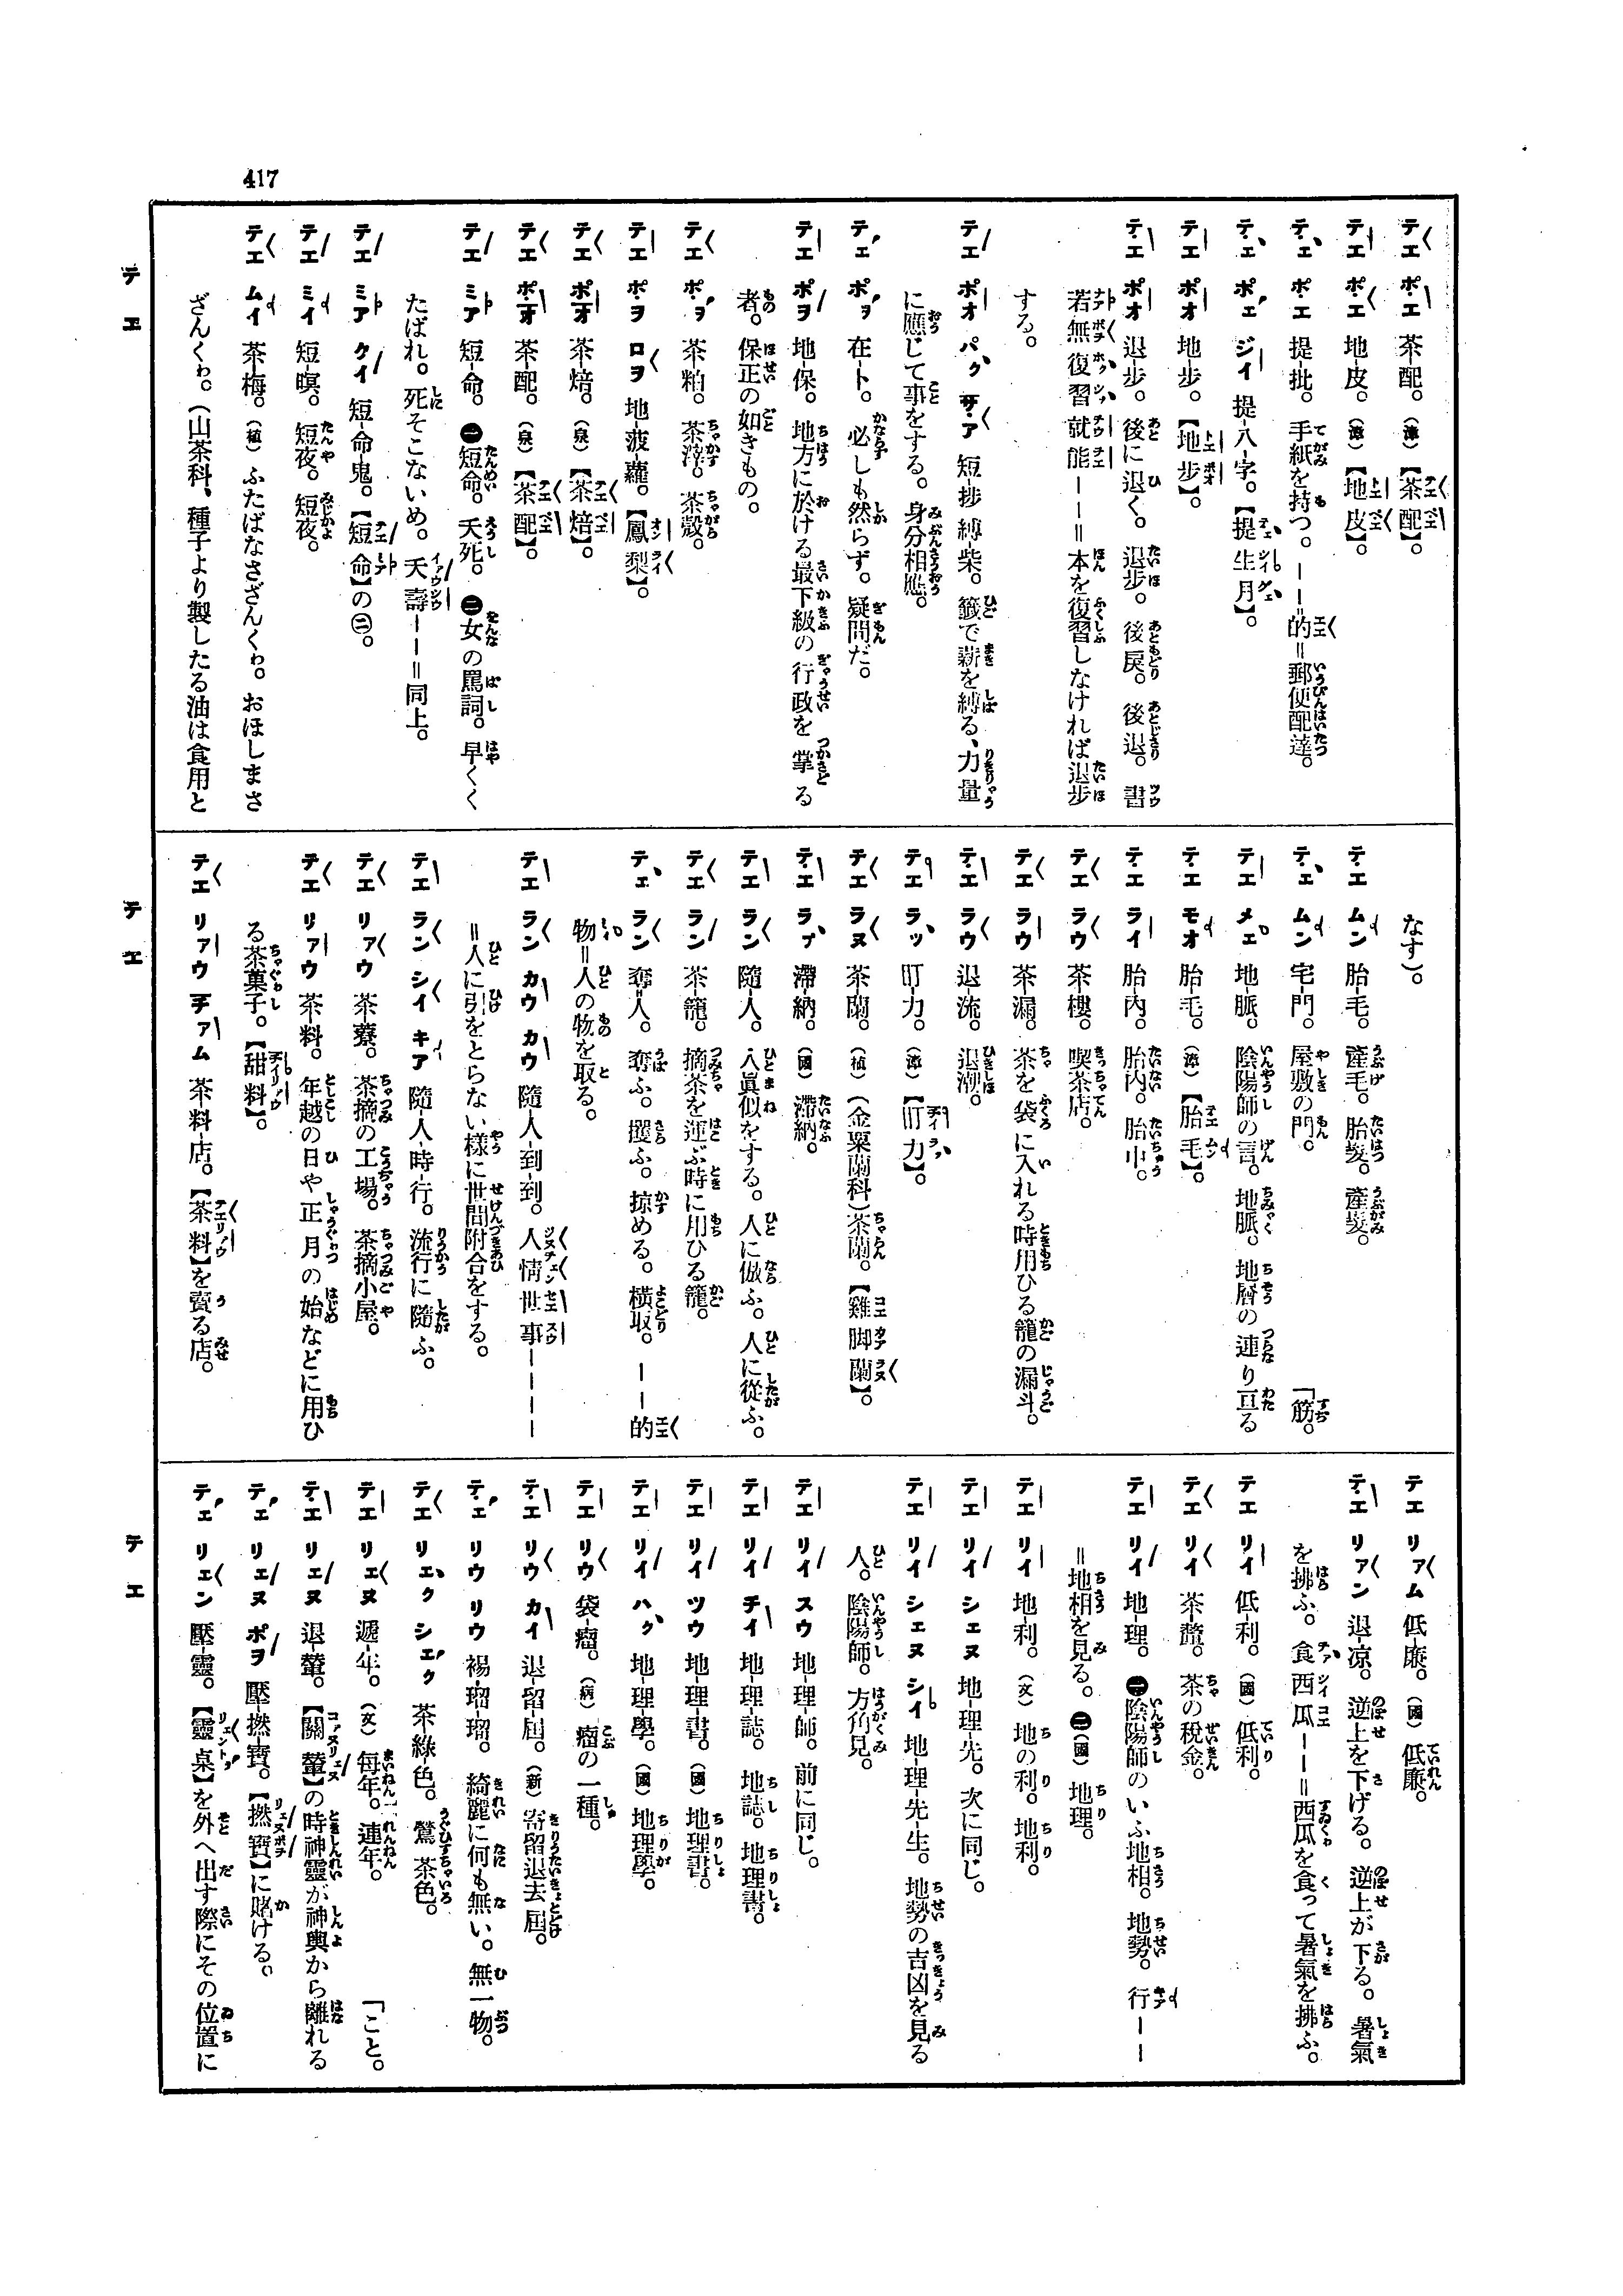 417
テエ ポエ 茶-配。(漳)【茶配】。
テエ ポエ 地-皮。(漳)【地皮】。
テエ ポエ 提-批。手紙を持つ。――的=郵便配達。
テエ ポエ ジイ 提-八-字。【提生月】。
テエ ポオ 地-步。【地步】。
テエ ポオ 退-步。後に退く。退步。後戾。後退。書
若無復習就能――=本を復習しなければ退步
する。
テエ ポオ パク サア 短-抄縛-柴。籤で薪を縛る、力量
に應じて事をする。身分相應。
テエ ポヲ 在-卜。必しも然らず。疑問だ。
テエ ポヲ 地-保。地方に於ける最下級の行政を掌る
者。保正の如きもの。
テエ ポヲ 茶-粕。茶滓。茶殼。
テエ ポヲ ロヲ 地-菠-蘿。【鳳梨】。
テエ ポオ 茶-焙。(泉)【茶焙】。
テエ ポオ 茶-配。(泉)【茶配】。
テエ ミア 短-命。㊀短命。夭死。㊁女の罵詞。早くく
たばれ。死そこないめ。夭壽――=同上。
テエ ミア クイ 短-命-鬼。【短命】の㊁。
テエ ミイ 短-暝。短夜。短夜。
テエ ムイ 茶-梅。(植)ふたばなさざんくわ。おほしまさ
ざんくわ。(山茶科、種子より製したる油は食用と
テエ
なす)。
テエ ムン 胎-毛。產毛。胎髮。產髮。
テエ ムン 宅-門。屋敷の門。「筋。
テエ メエ 地-脈。陰陽師の言。地脈。地層の連り亘る
テエ モオ 胎-毛。(漳)【胎毛】。
テエ ライ 胎-內。胎內。胎中。
テエ ラウ 茶-樓。喫茶店。
テエ ラウ 茶-漏。茶を袋に入れる時用ひる籠の漏斗。
テエ ラウ 退-流。退潮。
テエ ラッ 町-力。(漳)【町力】。
テエ ラヌ 茶-蘭。(植)(金粟蘭科)茶蘭。【雞脚蘭】。
テエ ラプ 滯-納。(國)滯納。
テエ ラン 隨-人。人眞似をする。人に倣ふ。人に從ふ。
テエ ラン 茶-籠。摘茶を運ぶ時に用ひる籠。
テエ ラン 奪-人。奪ふ。攫ふ。掠める。橫取。――的
物=人の物を取る。
テエ ラン カウ カウ 隨-人-到-到。人情世事――――
=人に引をとらない樣に世間附合をする。
テエ ラン シイ キア 隨-人-時-行。流行に隨ふ。
テエ リアウ 茶-藔。茶摘の工場。茶摘小屋。
テエ リアウ 茶-料。年越の日や正月の始などに用ひ
る茶菓子。【甜料】。
テエ リアウ チアム 茶-料-店。【茶料】を賣る店。
テエ
テエ リアム 低-廉。(國)低廉。
テエ リアン 退-凉。逆上を下げる。逆上が下る。暑氣
を拂ふ。食西瓜――=西瓜を食って暑氣を拂ふ。
テエ リイ 低-利。(國)低利。
テエ リイ 茶-釐。茶の稅金。
テエ リイ 地-理。㊀陰陽師のいふ地相。地勢。行――
=地相を見る。㊁(國)地理。
テエ リイ 地-利。(文)地の利。地利。
テエ リイ シエヌ 地-理-先。次に同じ。
テエ リイ シエヌ シイ 地-理-先-生。地勢の吉凶を見る
人。陰陽師。方角見。
テエ リイ スウ 地-理-師。前に同じ。
テエ リイ チイ 地-理-誌。地誌。地理書。
テエ リイ ツウ 地-理-書。(國)地理書。
テエ リイ ハク 地-理-學。(國)地理學。
テエ リウ 袋-瘤。(病)瘤の一種。
テエ リウ カイ 退-留-屆。(新)寄留退去屆。
テエ リウ リウ 裼-瑠-瑠。綺麗に何も無い。無一物。
テエ リエク シエク 茶-綠-色。鶯茶色。
テエ リエヌ 遞-年。(文)每年。連年。「こと。
テエ リエヌ 退-輦。【關輦】の時神靈が神輿から離れる
テエ リエヌ ポヲ 壓-撚-寶。【撚寶】に賭ける。
テエ リエン 壓-靈。【靈桌】を外へ出す際にその位置に
テエ